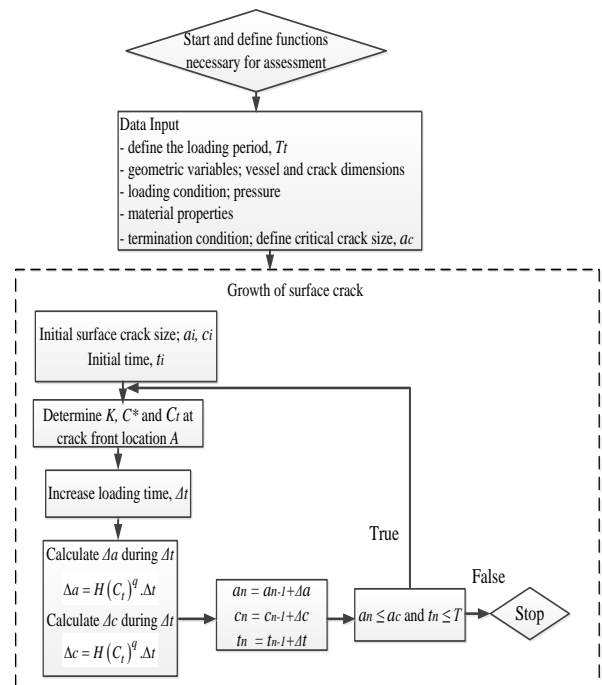 Start and define functions
necessary for assessment
Data Input
- define the loading period, Tt
- geometric variables; vessel and crack dimensions
- loading condition; pressure
- material properties
- termination condition; define critical crack size, ac
Growth of surface crack
Initial surface crack size; ai, ci
Initial time, ti
Determine K, C* and Ct at
crack front location A
Increase loading time, Δt
Calculate Δa during Δt
Δa = H(C_t)^q.Δt
Calculate Δc during Δt
Δc = H(C_t)^q.Δt
an = an-1+Δa
cn = cn-1+Δc
tn = tn-1+Δt
True
an ≤ ac and tn ≤ T
False
Stop